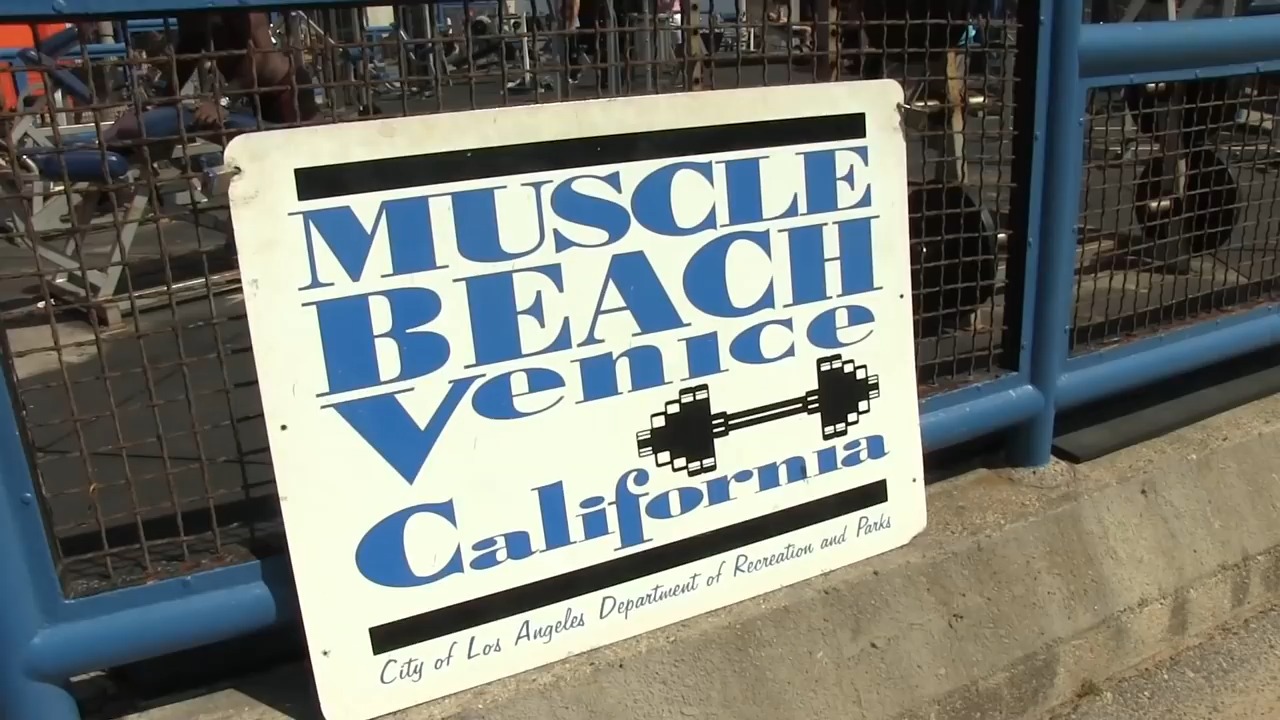 MUSCLE
BEACH
Venice
California
City of Los Angeles Department of Recreation and Parks